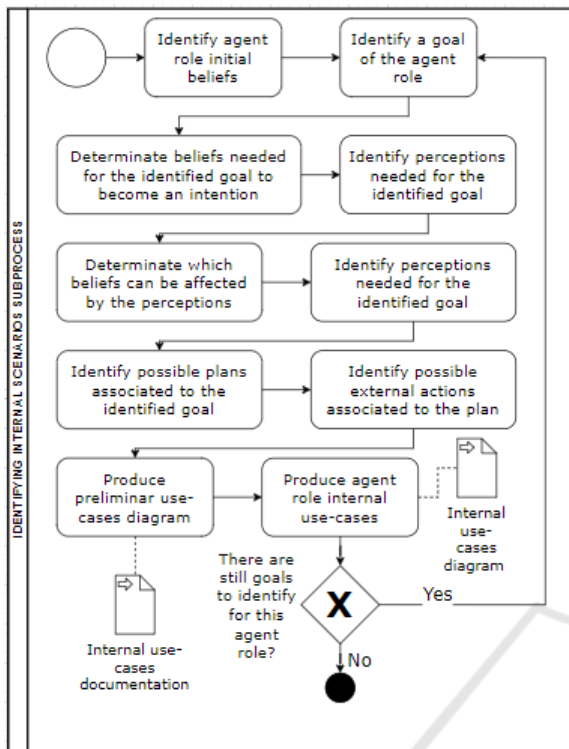 IDENTIFYING INTERNAL SCENARIOS SUBPROCESS
Identify agent
role initial
beliefs
Identify a goal
of the agent
role
Determinate beliefs needed
for the identified goal to
become an intention
Identify perceptions
needed for the
identified goal
Determinate which
beliefs can be affected
by the perceptions
Identify perceptions
needed for the
identified goal
Identify possible plans
associated to the
identified goal
Identify possible
external actions
associated to the plan
Produce
preliminar use-
cases diagram
Produce agent
role internal
use-cases
Internal
use-
cases
diagram
There are
still goals
to identify
for this
agent
role?
X
Yes
No
Internal use-
cases
documentation